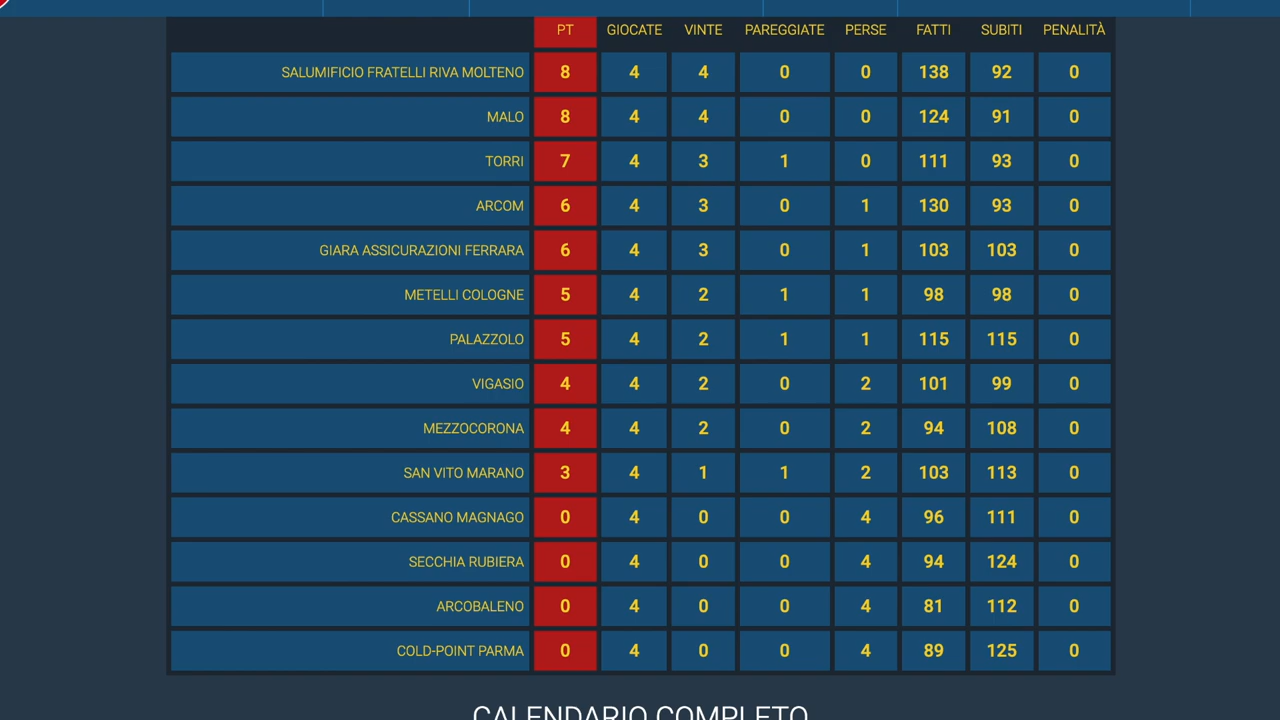 PT GIOCATE VINTE PAREGGIATE PERSE FATTI SUBITI PENALITÀ
SALUMIFICIO FRATELLI RIVA MOLTENO 8 4 4 0 0 138 92 0
MALO 8 4 4 0 0 124 91 0
TORRI 7 4 3 1 0 111 93 0
ARCOM 6 4 3 0 1 130 93 0
GIARA ASSICURAZIONI FERRARA 6 4 3 0 1 103 103 0
METELLI COLOGNE 5 4 2 1 1 98 98 0
PALAZZOLO 5 4 2 1 1 115 115 0
VIGASIO 4 4 2 0 2 101 99 0
MEZZOCORONA 4 4 2 0 2 94 108 0
SAN VITO MARANO 3 4 1 1 2 103 113 0
CASSANO MAGNAGO 0 4 0 0 4 96 111 0
SECCHIA RUBIERA 0 4 0 0 4 94 124 0
ARCOBALENO 0 4 0 0 4 81 112 0
COLD-POINT PARMA 0 4 0 0 4 89 125 0
CALENDARIO COMPLETO